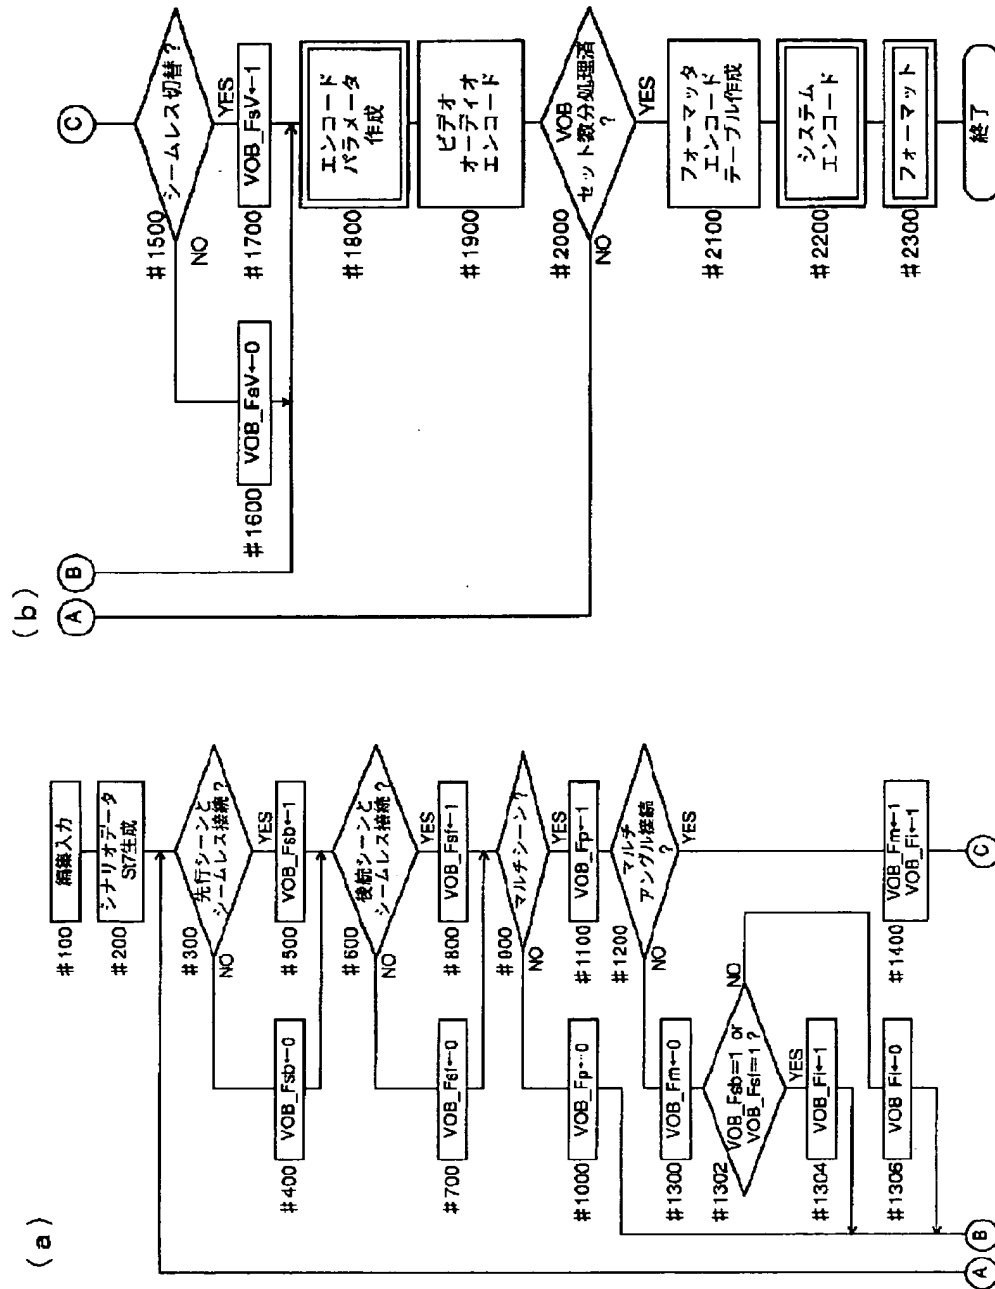 (a)
#100
編集入力
#200
シナリオデータ
St7生成
#300
先行シーンと
シームレス接続?
NO
YES
#400
VOB_Fsb←0
#500
VOB_Fsb←1
#600
後続シーンと
シームレス接続?
NO
YES
#700
VOB_Fsf←0
#800
VOB_Fsf←1
#900
マルチシーン?
NO
YES
#1000
VOB_Fp←0
#1100
VOB_Fp←1
#1200
マルチ
アングル接続
?
NO
YES
#1300
VOB_Fm←0
#1302
VOB_Fsb=1 or
VOB_Fsf=1 ?
NO
YES
#1304
VOB_Fi←1
#1306
VOB_Fi←0
#1400
VOB_Fm←1
VOB_Fi←1
A
B
C
(b)
A
B
C
#1500
シームレス切替?
NO
YES
#1600
VOB_FsV←0
#1700
VOB_FsV←1
#1800
エンコード
パラメータ
作成
#1900
ビデオ
オーディオ
エンコード
#2000
VOB
セット数分処理済
?
NO
YES
#2100
フォーマッタ
エンコード
テーブル作成
#2200
システム
エンコード
#2300
フォーマット
終了